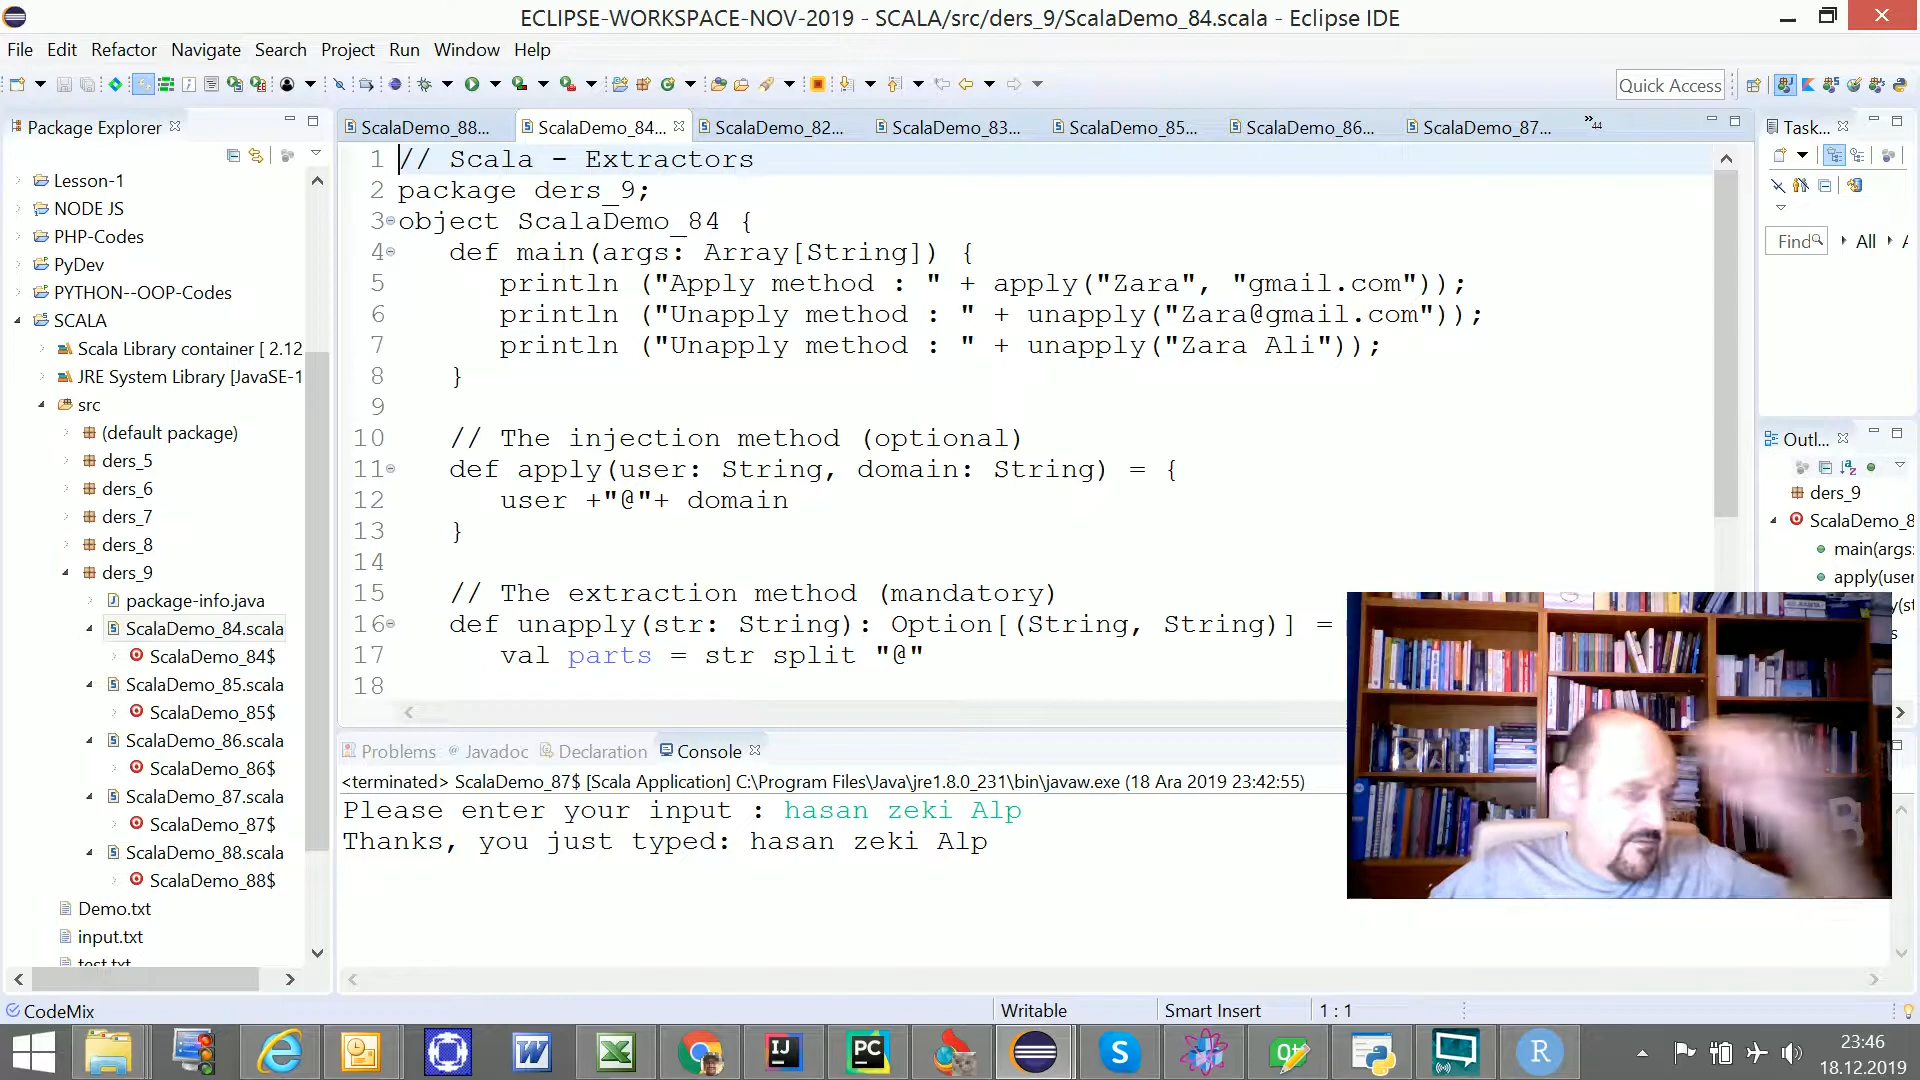 ECLIPSE-WORKSPACE-NOV-2019 - SCALA/src/ders_9/ScalaDemo_84.scala - Eclipse IDE
File Edit Refactor Navigate Search Project Run Window Help
Quick Access
Package Explorer
ScalaDemo_88... ScalaDemo_84... ScalaDemo_82... ScalaDemo_83... ScalaDemo_85... ScalaDemo_86... ScalaDemo_87... »44
Task...
Find All
Lesson-1
NODE JS
PHP-Codes
PyDev
PYTHON--OOP-Codes
SCALA
Scala Library container [ 2.12
JRE System Library [JavaSE-1
src
(default package)
ders_5
ders_6
ders_7
ders_8
ders_9
package-info.java
ScalaDemo_84.scala
ScalaDemo_84$
ScalaDemo_85.scala
ScalaDemo_85$
ScalaDemo_86.scala
ScalaDemo_86$
ScalaDemo_87.scala
ScalaDemo_87$
ScalaDemo_88.scala
ScalaDemo_88$
Demo.txt
input.txt
test.txt
1 // Scala - Extractors
2 package ders_9;
3 object ScalaDemo_84 {
4 def main(args: Array[String]) {
5 println ("Apply method : " + apply("Zara", "gmail.com"));
6 println ("Unapply method : " + unapply("Zara@gmail.com"));
7 println ("Unapply method : " + unapply("Zara Ali"));
8 }
9
10 // The injection method (optional)
11 def apply(user: String, domain: String) = {
12 user +"@"+ domain
13 }
14
15 // The extraction method (mandatory)
16 def unapply(str: String): Option[(String, String)] =
17 val parts = str split "@"
18
Outl...
ders_9
ScalaDemo_8
main(args:
apply(user
Problems @ Javadoc Declaration Console
<terminated> ScalaDemo_87$ [Scala Application] C:\Program Files\Java\jre1.8.0_231\bin\javaw.exe (18 Ara 2019 23:42:55)
Please enter your input : hasan zeki Alp
Thanks, you just typed: hasan zeki Alp
CodeMix
Writable Smart Insert 1 : 1
23:46
18.12.2019